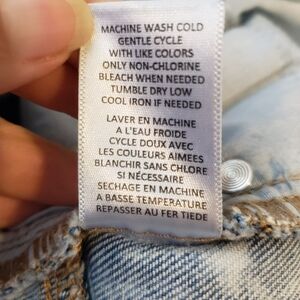 MACHINE WASH COLD
GENTLE CYCLE
WITH LIKE COLORS
ONLY NON-CHLORINE
BLEACH WHEN NEEDED
TUMBLE DRY LOW
COOL IRON IF NEEDED
LAVER EN MACHINE
A L'EAU FROIDE
CYCLE DOUX AVEC
LES COULEURS AIMEES
BLANCHIR SANS CHLORE
SI NÉCESSAIRE
SECHAGE EN MACHINE
A BASSE TEMPERATURE
REPASSER AU FER TIEDE